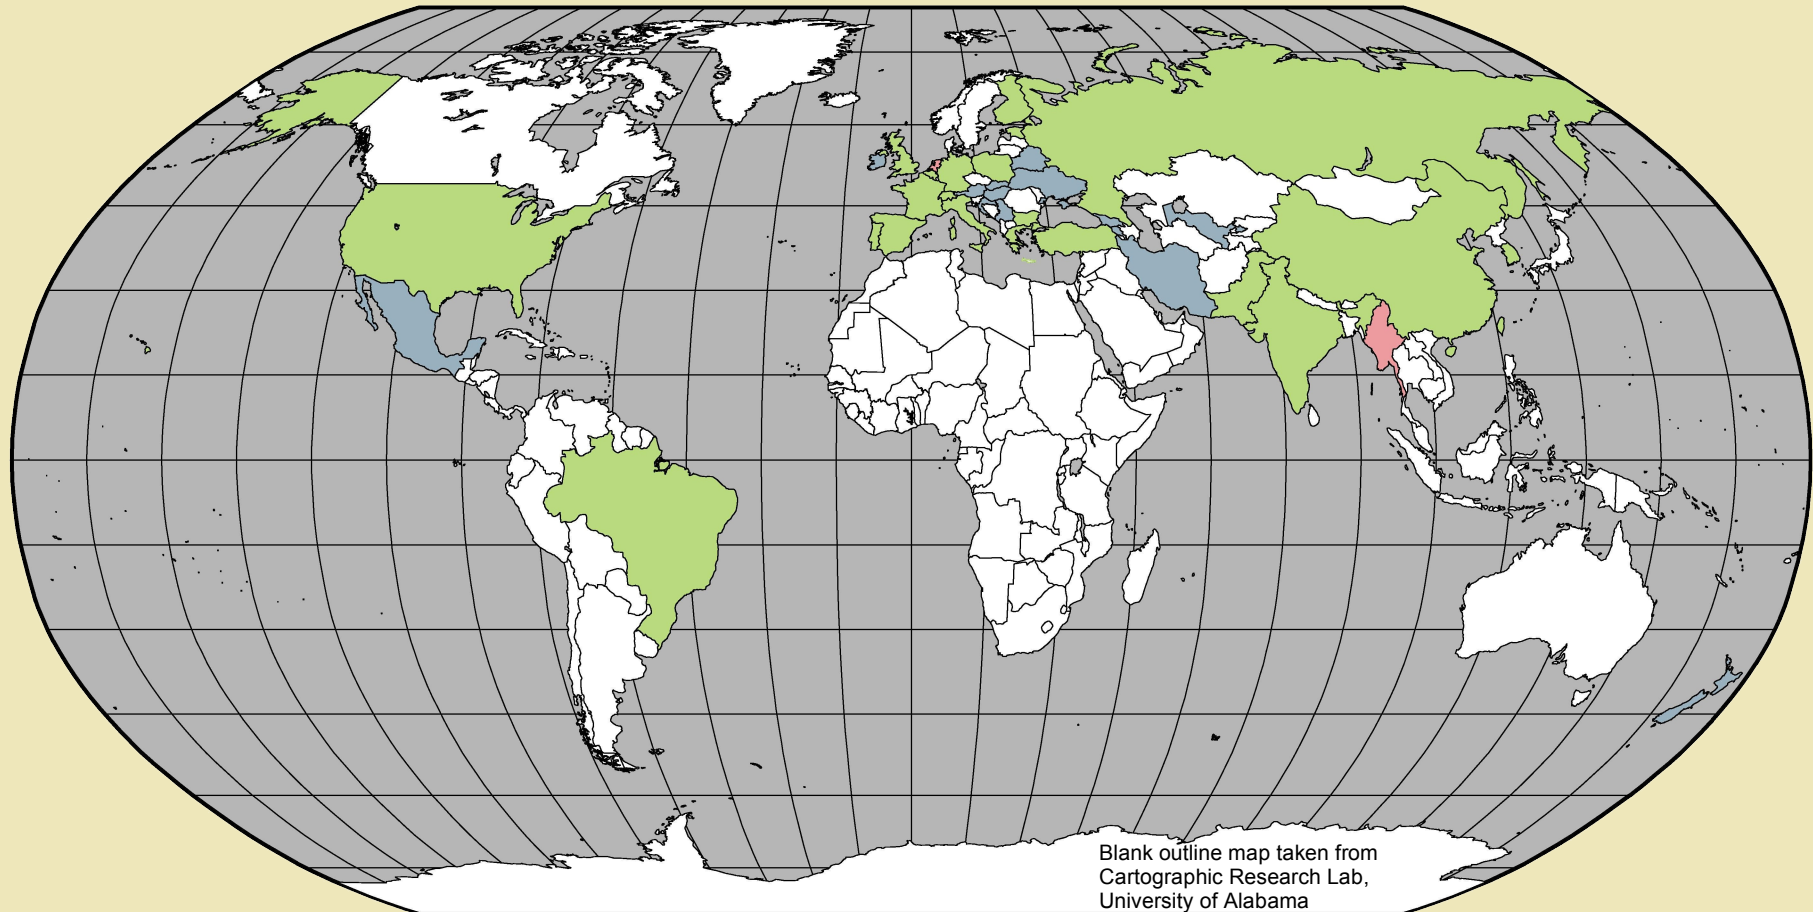 Blank outline map taken from
Cartographic Research Lab,
University of Alabama